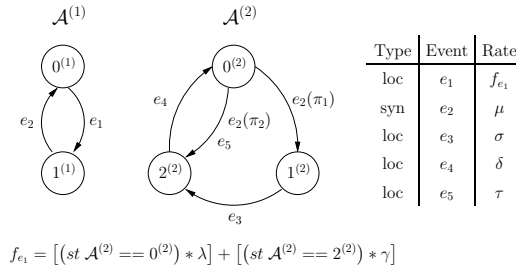 𝒜⁽¹⁾ 𝒜⁽²⁾
0⁽¹⁾ 0⁽²⁾
e₂ e₁ e₄ e₂(π₂) e₅ e₂(π₁)
1⁽¹⁾ 2⁽²⁾ 1⁽²⁾
e₃
Type Event Rate
loc e₁ f_{e₁}
syn e₂ μ
loc e₃ σ
loc e₄ δ
loc e₅ τ
f_{e₁} = [(st 𝒜⁽²⁾ == 0⁽²⁾) * λ] + [(st 𝒜⁽²⁾ == 2⁽²⁾) * γ]